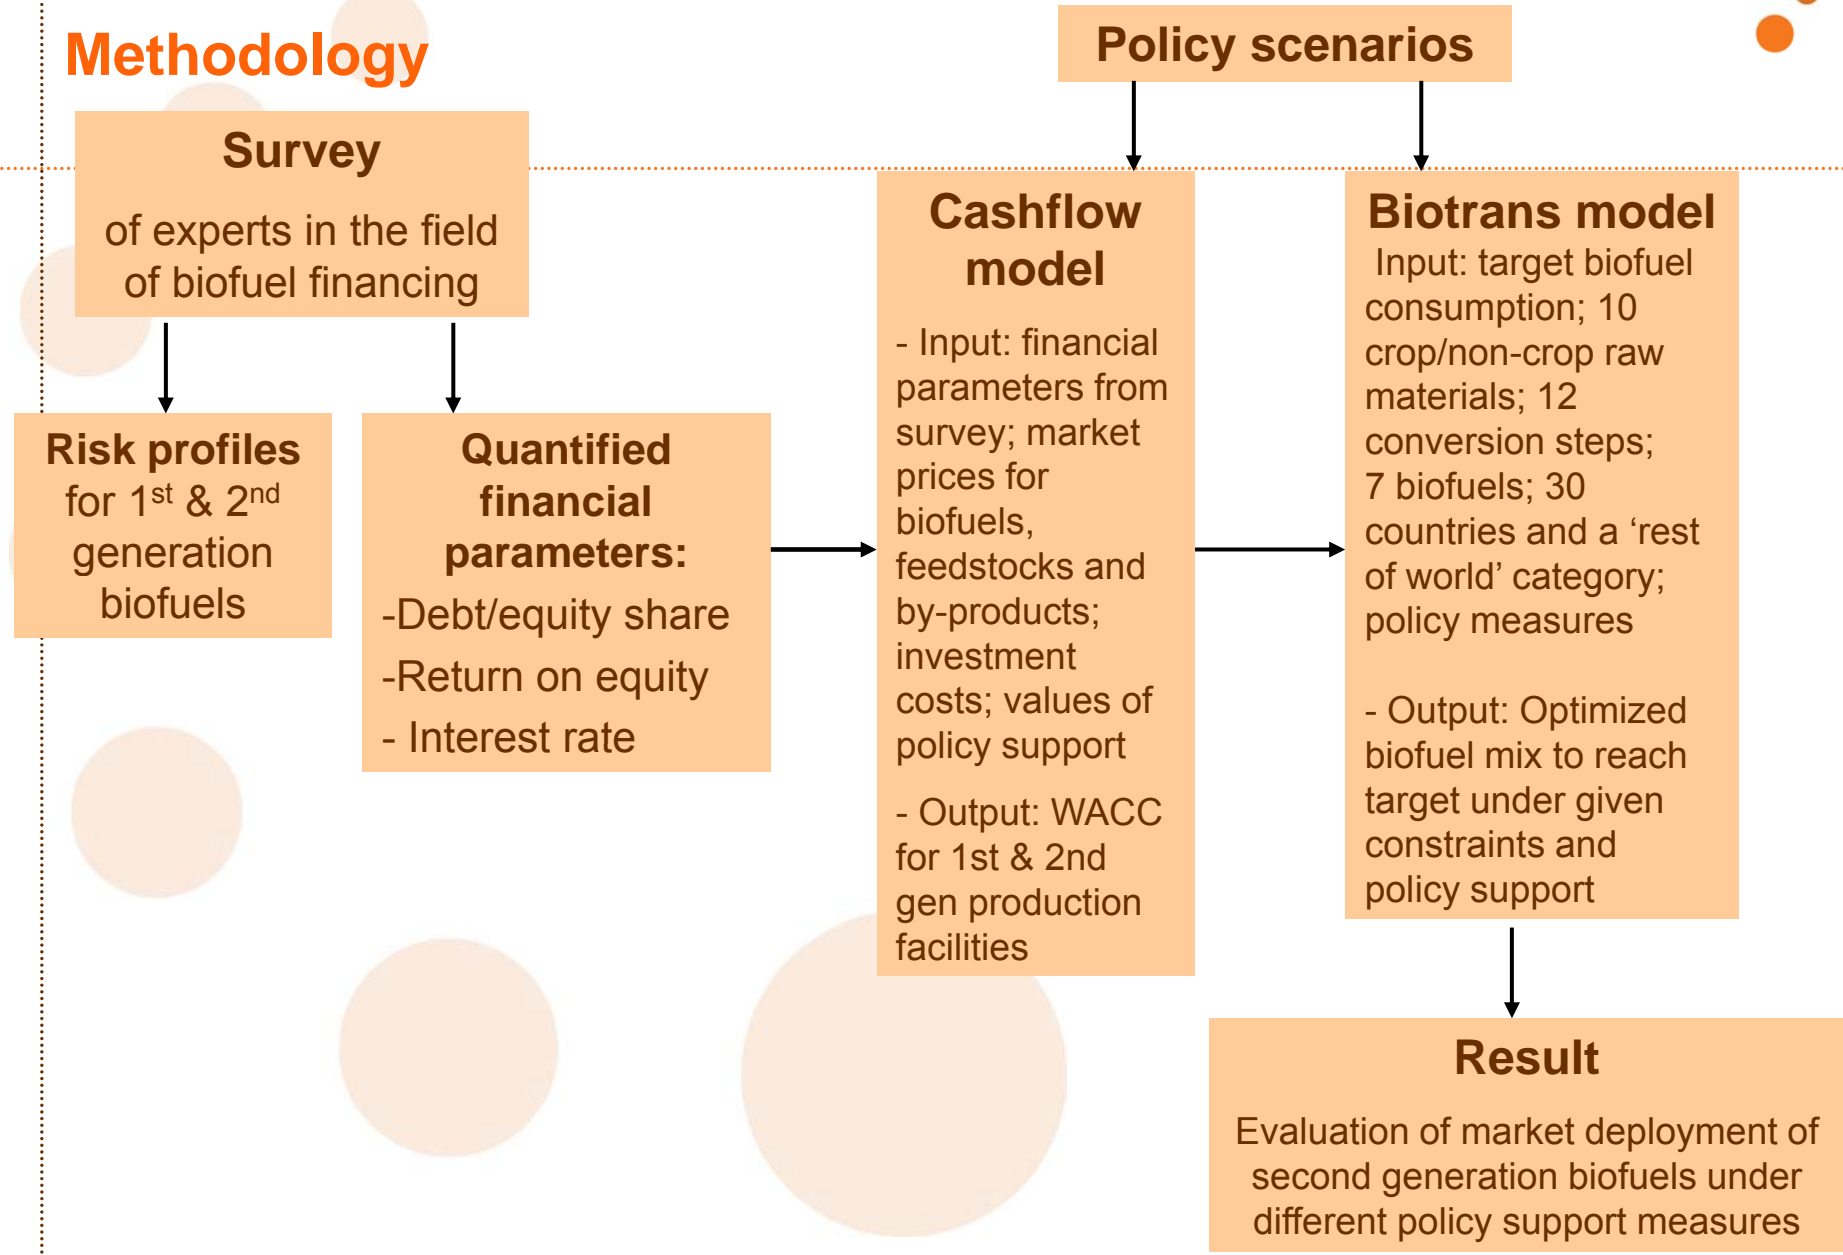 Methodology
Policy scenarios
Survey
of experts in the field
of biofuel financing
Risk profiles
for 1st & 2nd
generation
biofuels
Quantified
financial
parameters:
-Debt/equity share
-Return on equity
- Interest rate
Cashflow
model
- Input: financial
parameters from
survey; market
prices for
biofuels,
feedstocks and
by-products;
investment
costs; values of
policy support
- Output: WACC
for 1st & 2nd
gen production
facilities
Biotrans model
Input: target biofuel
consumption; 10
crop/non-crop raw
materials; 12
conversion steps;
7 biofuels; 30
countries and a ‘rest
of world’ category;
policy measures
- Output: Optimized
biofuel mix to reach
target under given
constraints and
policy support
Result
Evaluation of market deployment of
second generation biofuels under
different policy support measures